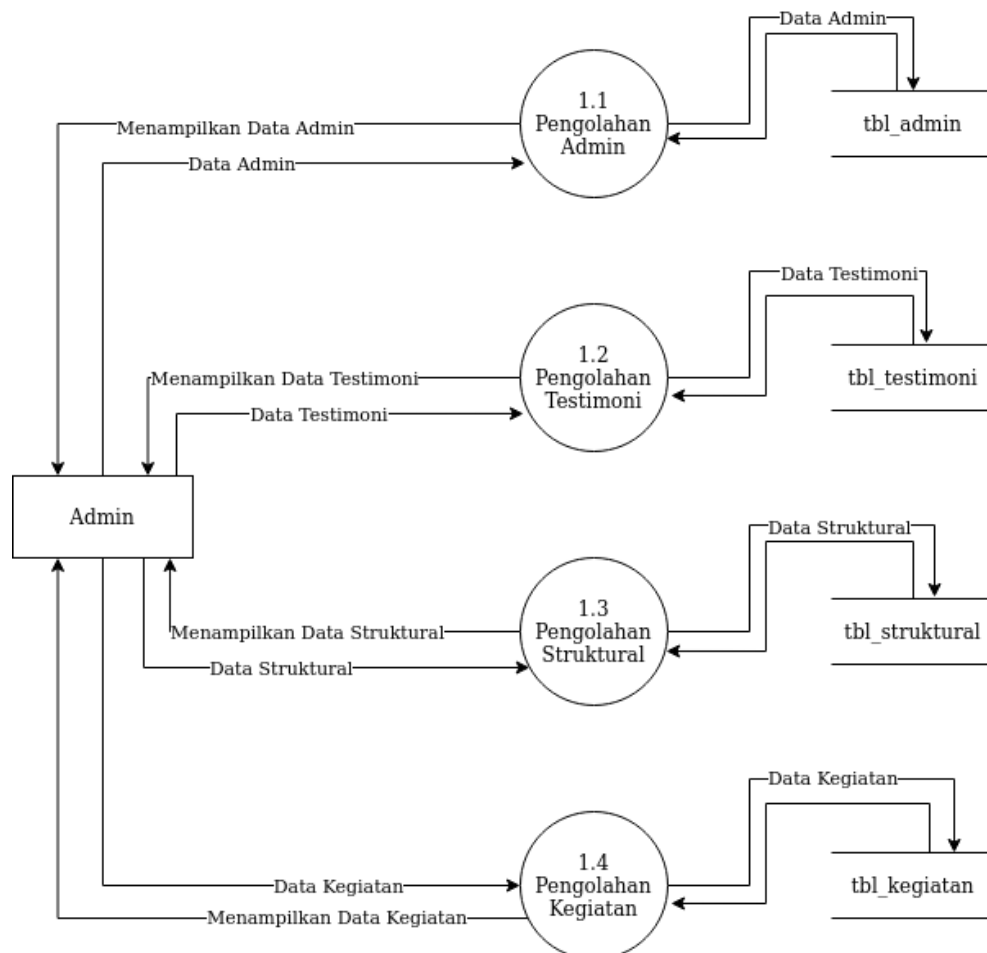 Data Admin
1.1
Pengolahan
Admin
tbl_admin
Menampilkan Data Admin
Data Admin
Data Testimoni
1.2
Pengolahan
Testimoni
tbl_testimoni
Menampilkan Data Testimoni
Data Testimoni
Admin
Data Struktural
1.3
Pengolahan
Struktural
tbl_struktural
Menampilkan Data Struktural
Data Struktural
Data Kegiatan
1.4
Pengolahan
Kegiatan
tbl_kegiatan
Data Kegiatan
Menampilkan Data Kegiatan